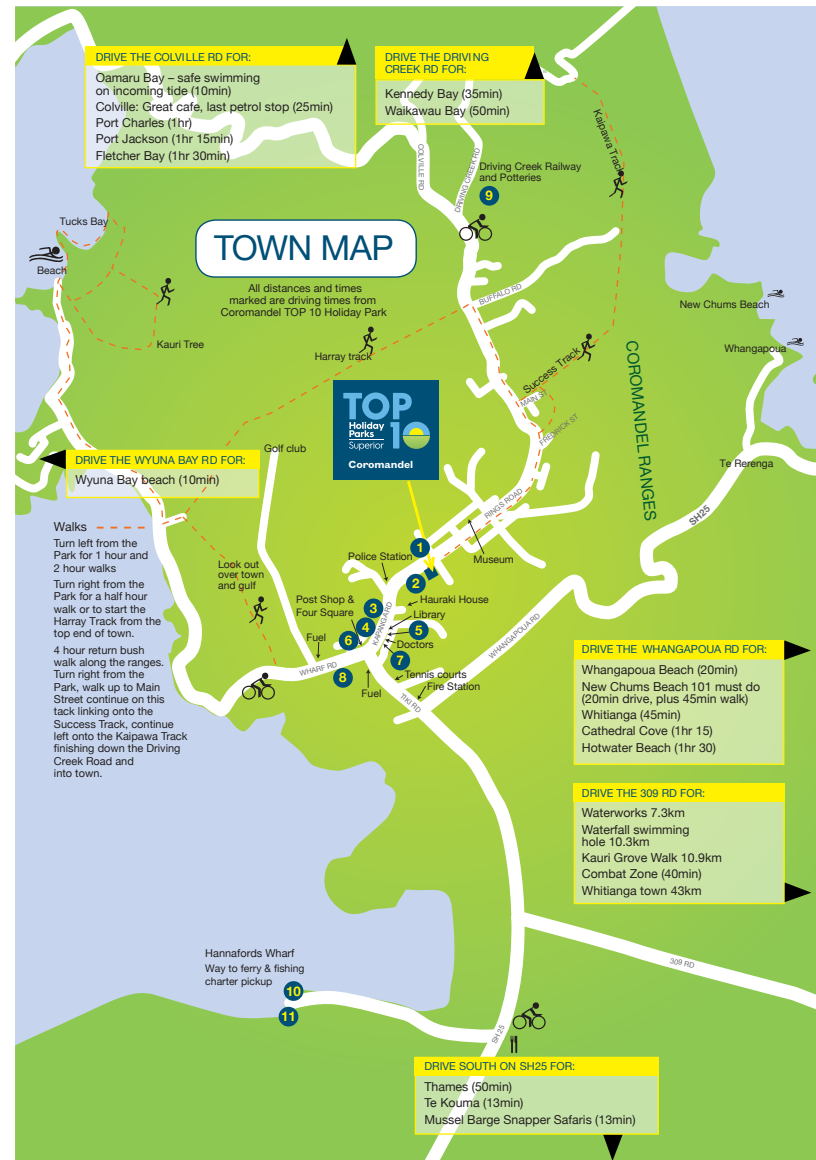 DRIVE THE COLVILLE RD FOR:
Oamaru Bay – safe swimming
on incoming tide (10min)
Colville: Great cafe, last petrol stop (25min)
Port Charles (1hr)
Port Jackson (1hr 15min)
Fletcher Bay (1hr 30min)
DRIVE THE DRIVING
CREEK RD FOR:
Kennedy Bay (35min)
Waikawau Bay (50min)
COLVILLE RD
DRIVING CREEK RD
Kaipawa Track
Driving Creek Railway
and Potteries
9
Tucks Bay
Beach
Kauri Tree
TOWN MAP
All distances and times
marked are driving times from
Coromandel TOP 10 Holiday Park
BUFFALO RD
Harray track
Success Track
MAIN ST
FREDRICK ST
New Chums Beach
Whangapoua
COROMANDEL RANGES
Te Rerenga
SH25
TOP
10
Holiday
Parks
Superior
Coromandel
Golf club
DRIVE THE WYUNA BAY RD FOR:
Wyuna Bay beach (10min)
Walks
Turn left from the
Park for 1 hour and
2 hour walks
Turn right from the
Park for a half hour
walk or to start the
Harray Track from the
top end of town.
4 hour return bush
walk along the ranges.
Turn right from the
Park, walk up to Main
Street continue on this
tack linking onto the
Success Track, continue
left onto the Kaipawa Track
finishing down the Driving
Creek Road and
into town.
RINGS ROAD
Museum
1
Police Station
2
Look out
over town
and gulf
Post Shop &
Four Square
3
Hauraki House
Library
4
5
KAPANGA RD
Doctors
6
7
Fuel
WHARF RD
8
Fuel
Tennis courts
Fire Station
TIKI RD
WHANGAPOUA RD
DRIVE THE WHANGAPOUA RD FOR:
Whangapoua Beach (20min)
New Chums Beach 101 must do
(20min drive, plus 45min walk)
Whitianga (45min)
Cathedral Cove (1hr 15)
Hotwater Beach (1hr 30)
DRIVE THE 309 RD FOR:
Waterworks 7.3km
Waterfall swimming
hole 10.3km
Kauri Grove Walk 10.9km
Combat Zone (40min)
Whitianga town 43km
309 RD
Hannafords Wharf
Way to ferry & fishing
charter pickup
10
11
SH 25
DRIVE SOUTH ON SH25 FOR:
Thames (50min)
Te Kouma (13min)
Mussel Barge Snapper Safaris (13min)